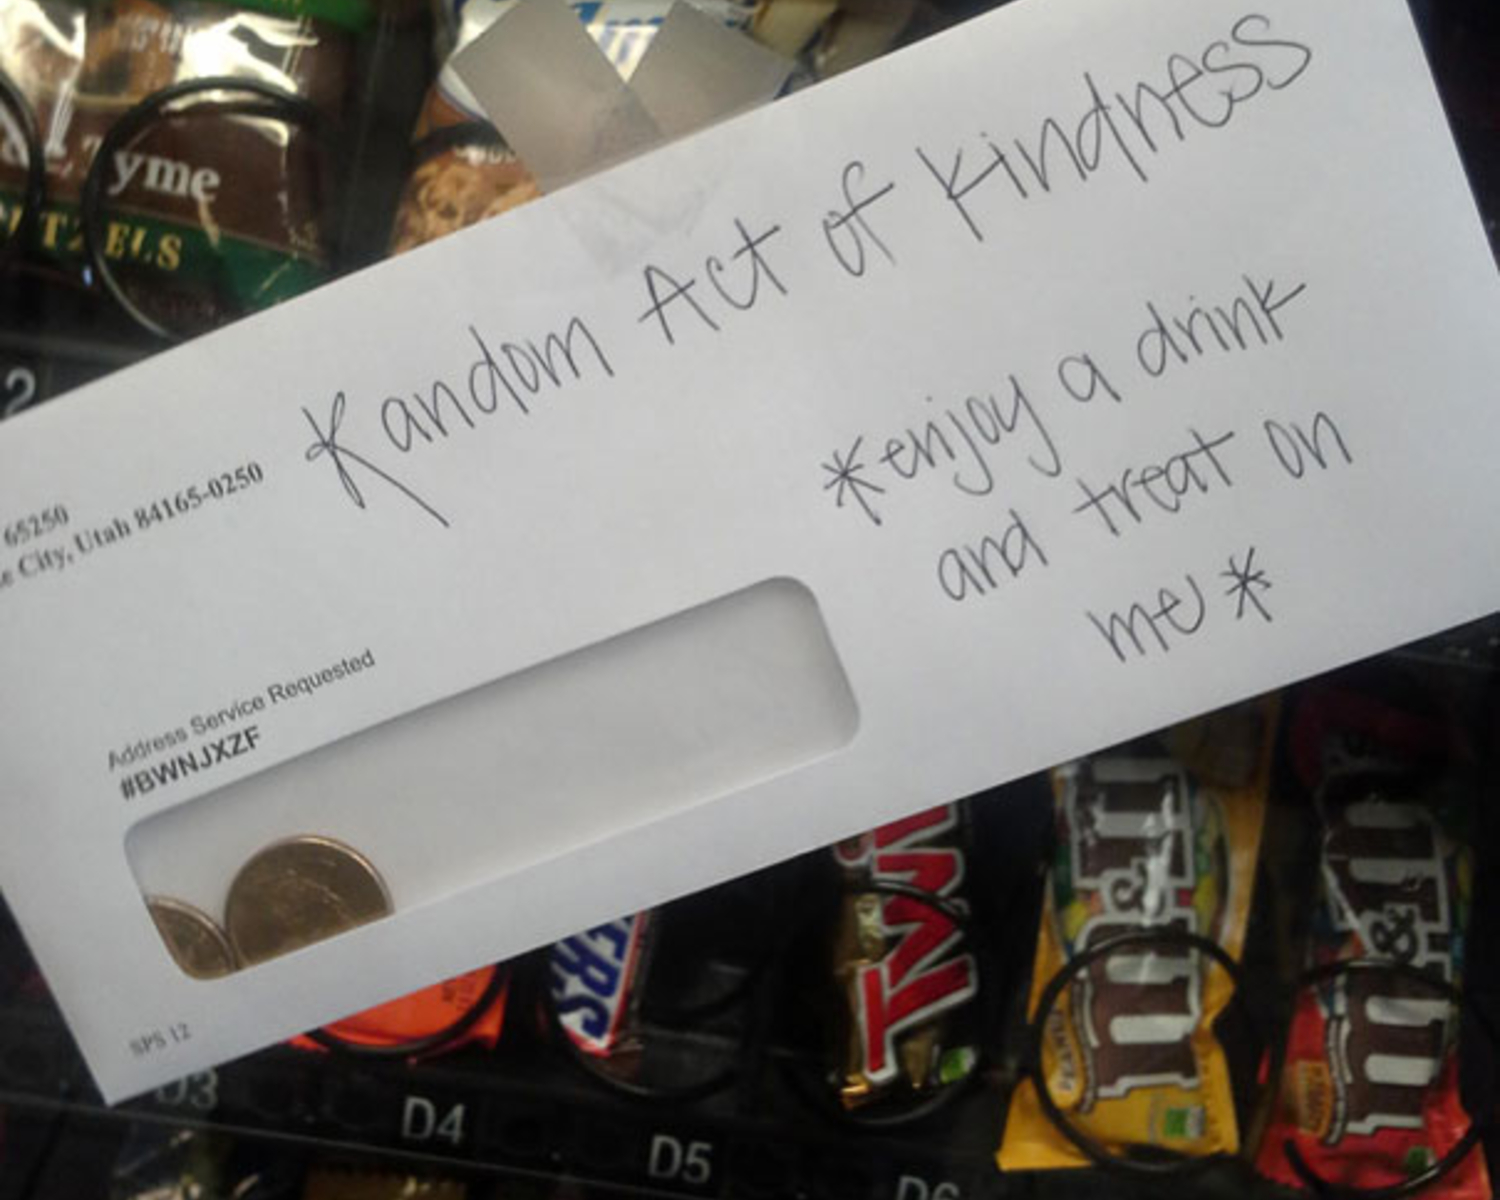 yme
TZELS
2
Random Act of Kindness
65250
City, Utah 84165-0250
*enjoy a drink
and treat on
me*
Address Service Requested
#BWNJXZF
SPS 12
ERS
TWIX
m&m
m&m
D3
D4
D5
D6